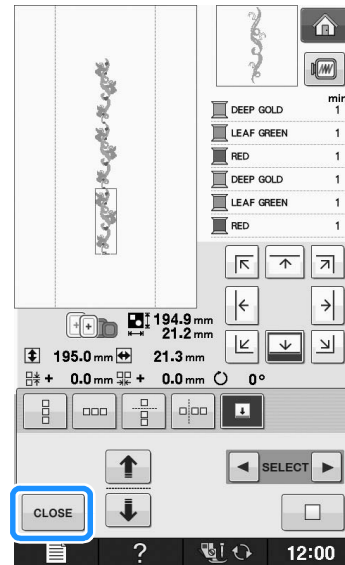 min
DEEP GOLD 1
LEAF GREEN 1
RED 1
DEEP GOLD 1
LEAF GREEN 1
RED 1
194.9 mm
21.2 mm
195.0 mm 21.3 mm
+ 0.0 mm + 0.0 mm 0°
SELECT
CLOSE
? 12:00